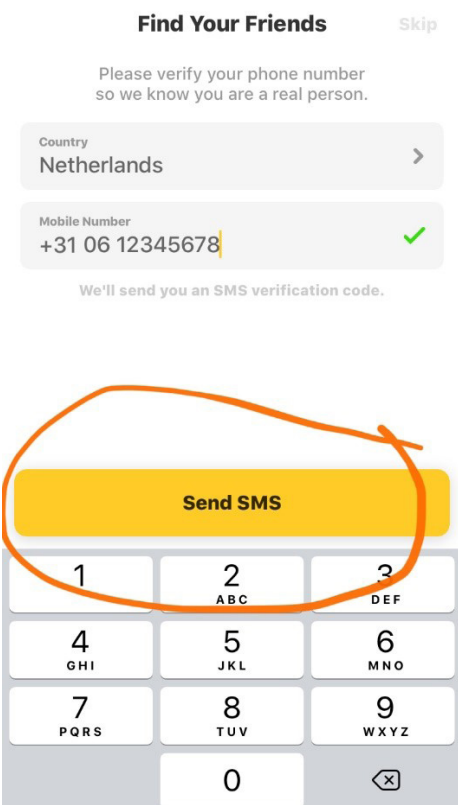 Find Your Friends Skip
Please verify your phone number
so we know you are a real person.
Country
Netherlands
Mobile Number
+31 06 12345678
We'll send you an SMS verification code.
Send SMS
1 2 3
ABC DEF
4 5 6
GHI JKL MNO
7 8 9
PQRS TUV WXYZ
0